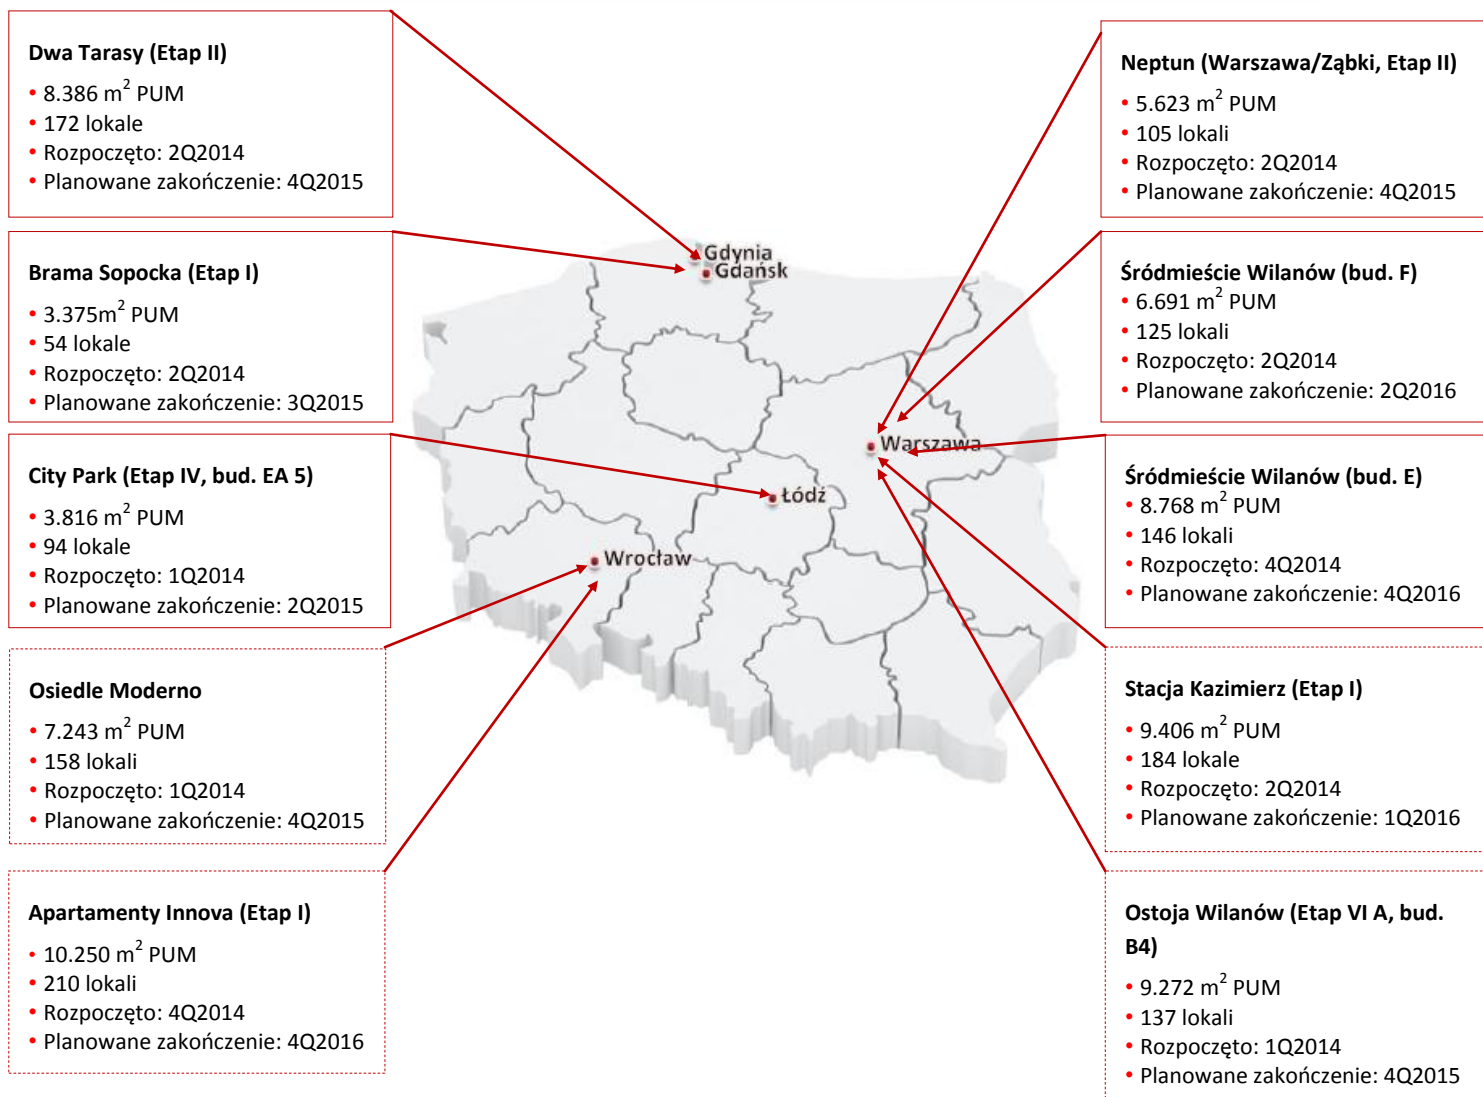 Dwa Tarasy (Etap II)
• 8.386 m² PUM
• 172 lokale
• Rozpoczęto: 2Q2014
• Planowane zakończenie: 4Q2015
Brama Sopocka (Etap I)
• 3.375m² PUM
• 54 lokale
• Rozpoczęto: 2Q2014
• Planowane zakończenie: 3Q2015
City Park (Etap IV, bud. EA 5)
• 3.816 m² PUM
• 94 lokale
• Rozpoczęto: 1Q2014
• Planowane zakończenie: 2Q2015
Osiedle Moderno
• 7.243 m² PUM
• 158 lokali
• Rozpoczęto: 1Q2014
• Planowane zakończenie: 4Q2015
Apartamenty Innova (Etap I)
• 10.250 m² PUM
• 210 lokali
• Rozpoczęto: 4Q2014
• Planowane zakończenie: 4Q2016
Gdynia
Gdańsk
Warszawa
Łódź
Wrocław
Neptun (Warszawa/Ząbki, Etap II)
• 5.623 m² PUM
• 105 lokali
• Rozpoczęto: 2Q2014
• Planowane zakończenie: 4Q2015
Śródmieście Wilanów (bud. F)
• 6.691 m² PUM
• 125 lokali
• Rozpoczęto: 2Q2014
• Planowane zakończenie: 2Q2016
Śródmieście Wilanów (bud. E)
• 8.768 m² PUM
• 146 lokali
• Rozpoczęto: 4Q2014
• Planowane zakończenie: 4Q2016
Stacja Kazimierz (Etap I)
• 9.406 m² PUM
• 184 lokale
• Rozpoczęto: 2Q2014
• Planowane zakończenie: 1Q2016
Ostoja Wilanów (Etap VI A, bud.
B4)
• 9.272 m² PUM
• 137 lokali
• Rozpoczęto: 1Q2014
• Planowane zakończenie: 4Q2015